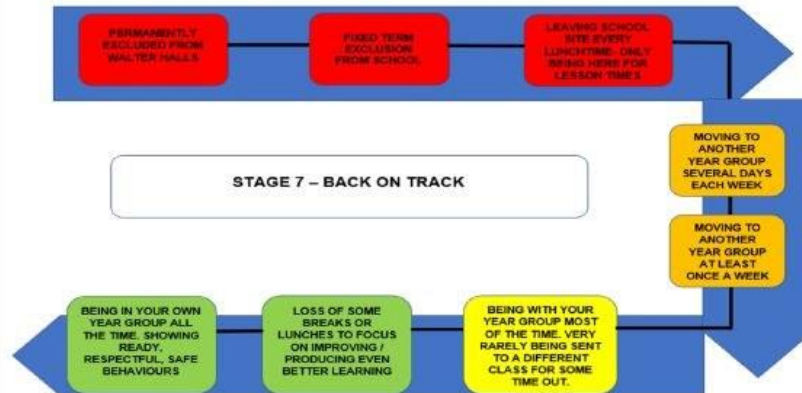 PERMANENTLY
EXCLUDED FROM
WALTER HALLS
FIXED TERM
EXCLUSION
FROM SCHOOL
LEAVING SCHOOL
SITE EVERY
LUNCHTIME- ONLY
BEING HERE FOR
LESSON TIMES
MOVING TO
ANOTHER
YEAR GROUP
SEVERAL DAYS
EACH WEEK
STAGE 7 – BACK ON TRACK
MOVING TO
ANOTHER
YEAR GROUP
AT LEAST
ONCE A WEEK
BEING WITH YOUR
YEAR GROUP MOST
OF THE TIME. VERY
RARELY BEING SENT
TO A DIFFERENT
CLASS FOR SOME
TIME OUT.
LOSS OF SOME
BREAKS OR
LUNCHES TO FOCUS
ON IMPROVING /
PRODUCING EVEN
BETTER LEARNING
BEING IN YOUR OWN
YEAR GROUP ALL
THE TIME. SHOWING
READY,
RESPECTFUL, SAFE
BEHAVIOURS